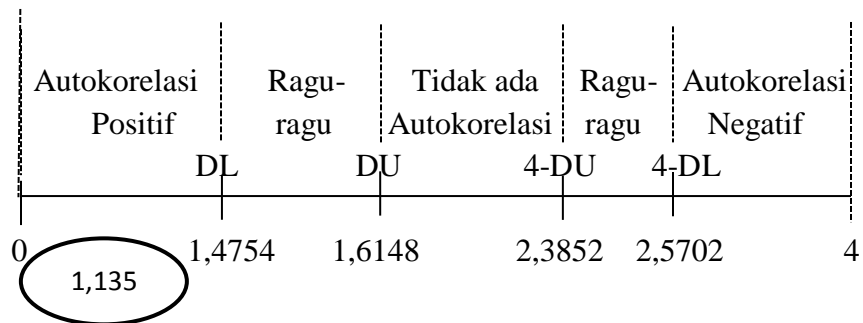 Autokorelasi Positif
Ragu-ragu
Tidak ada Autokorelasi
Ragu-ragu
Autokorelasi Negatif
DL DU 4-DU 4-DL
0 1,4754 1,6148 2,3852 2,5702 4
1,135